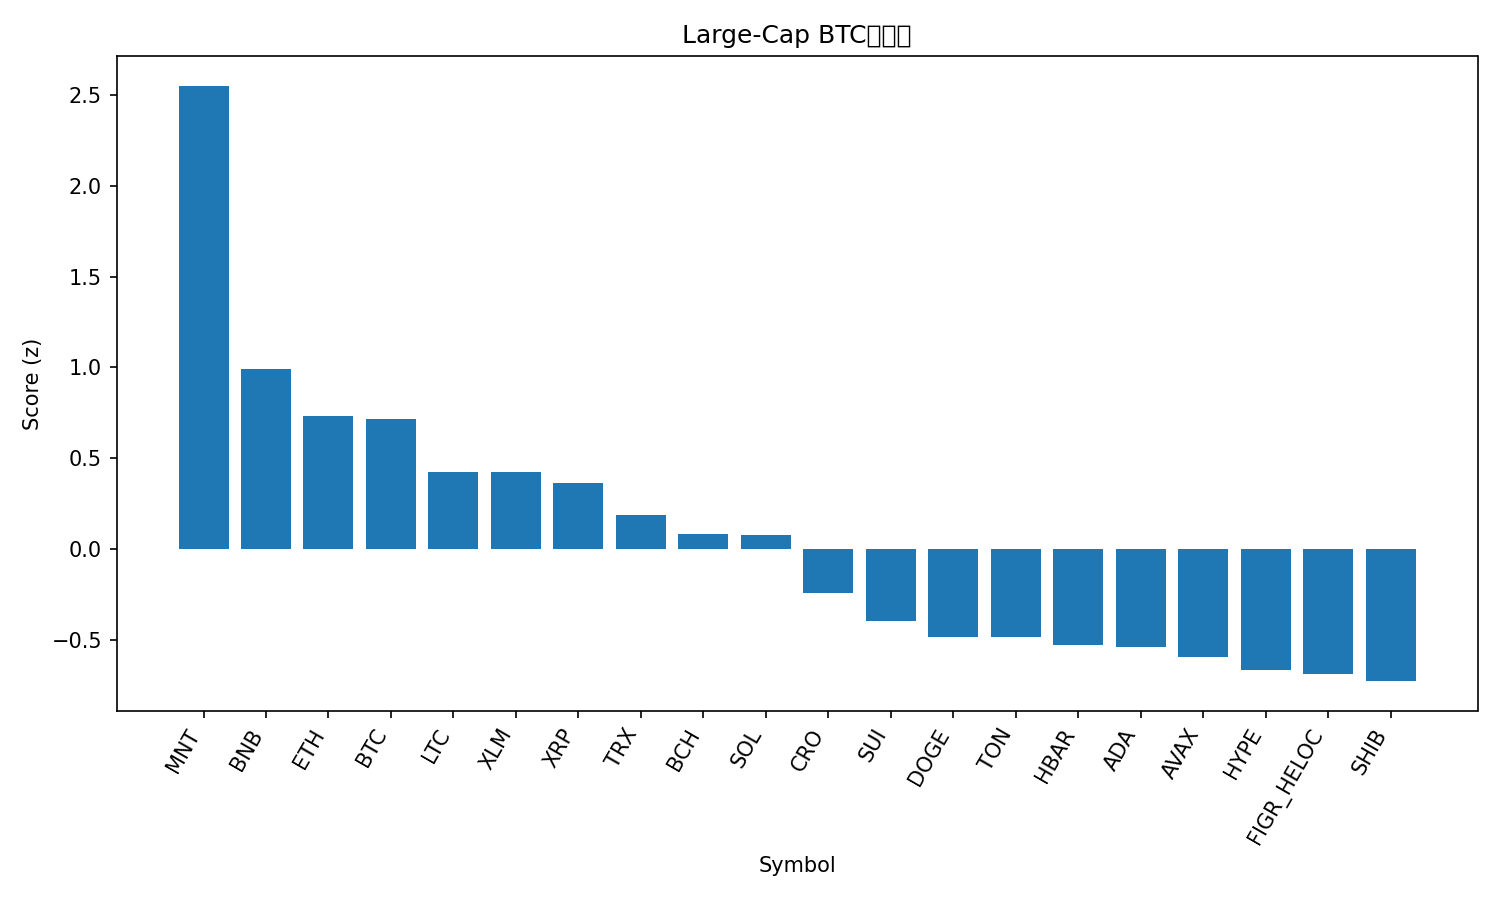 Large-Cap BTC
Score (z)
2.5
2.0
1.5
1.0
0.5
0.0
−0.5
MNT
BNB
ETH
BTC
LTC
XLM
XRP
TRX
BCH
SOL
CRO
SUI
DOGE
TON
HBAR
ADA
AVAX
HYPE
FIGR_HELOC
SHIB
Symbol